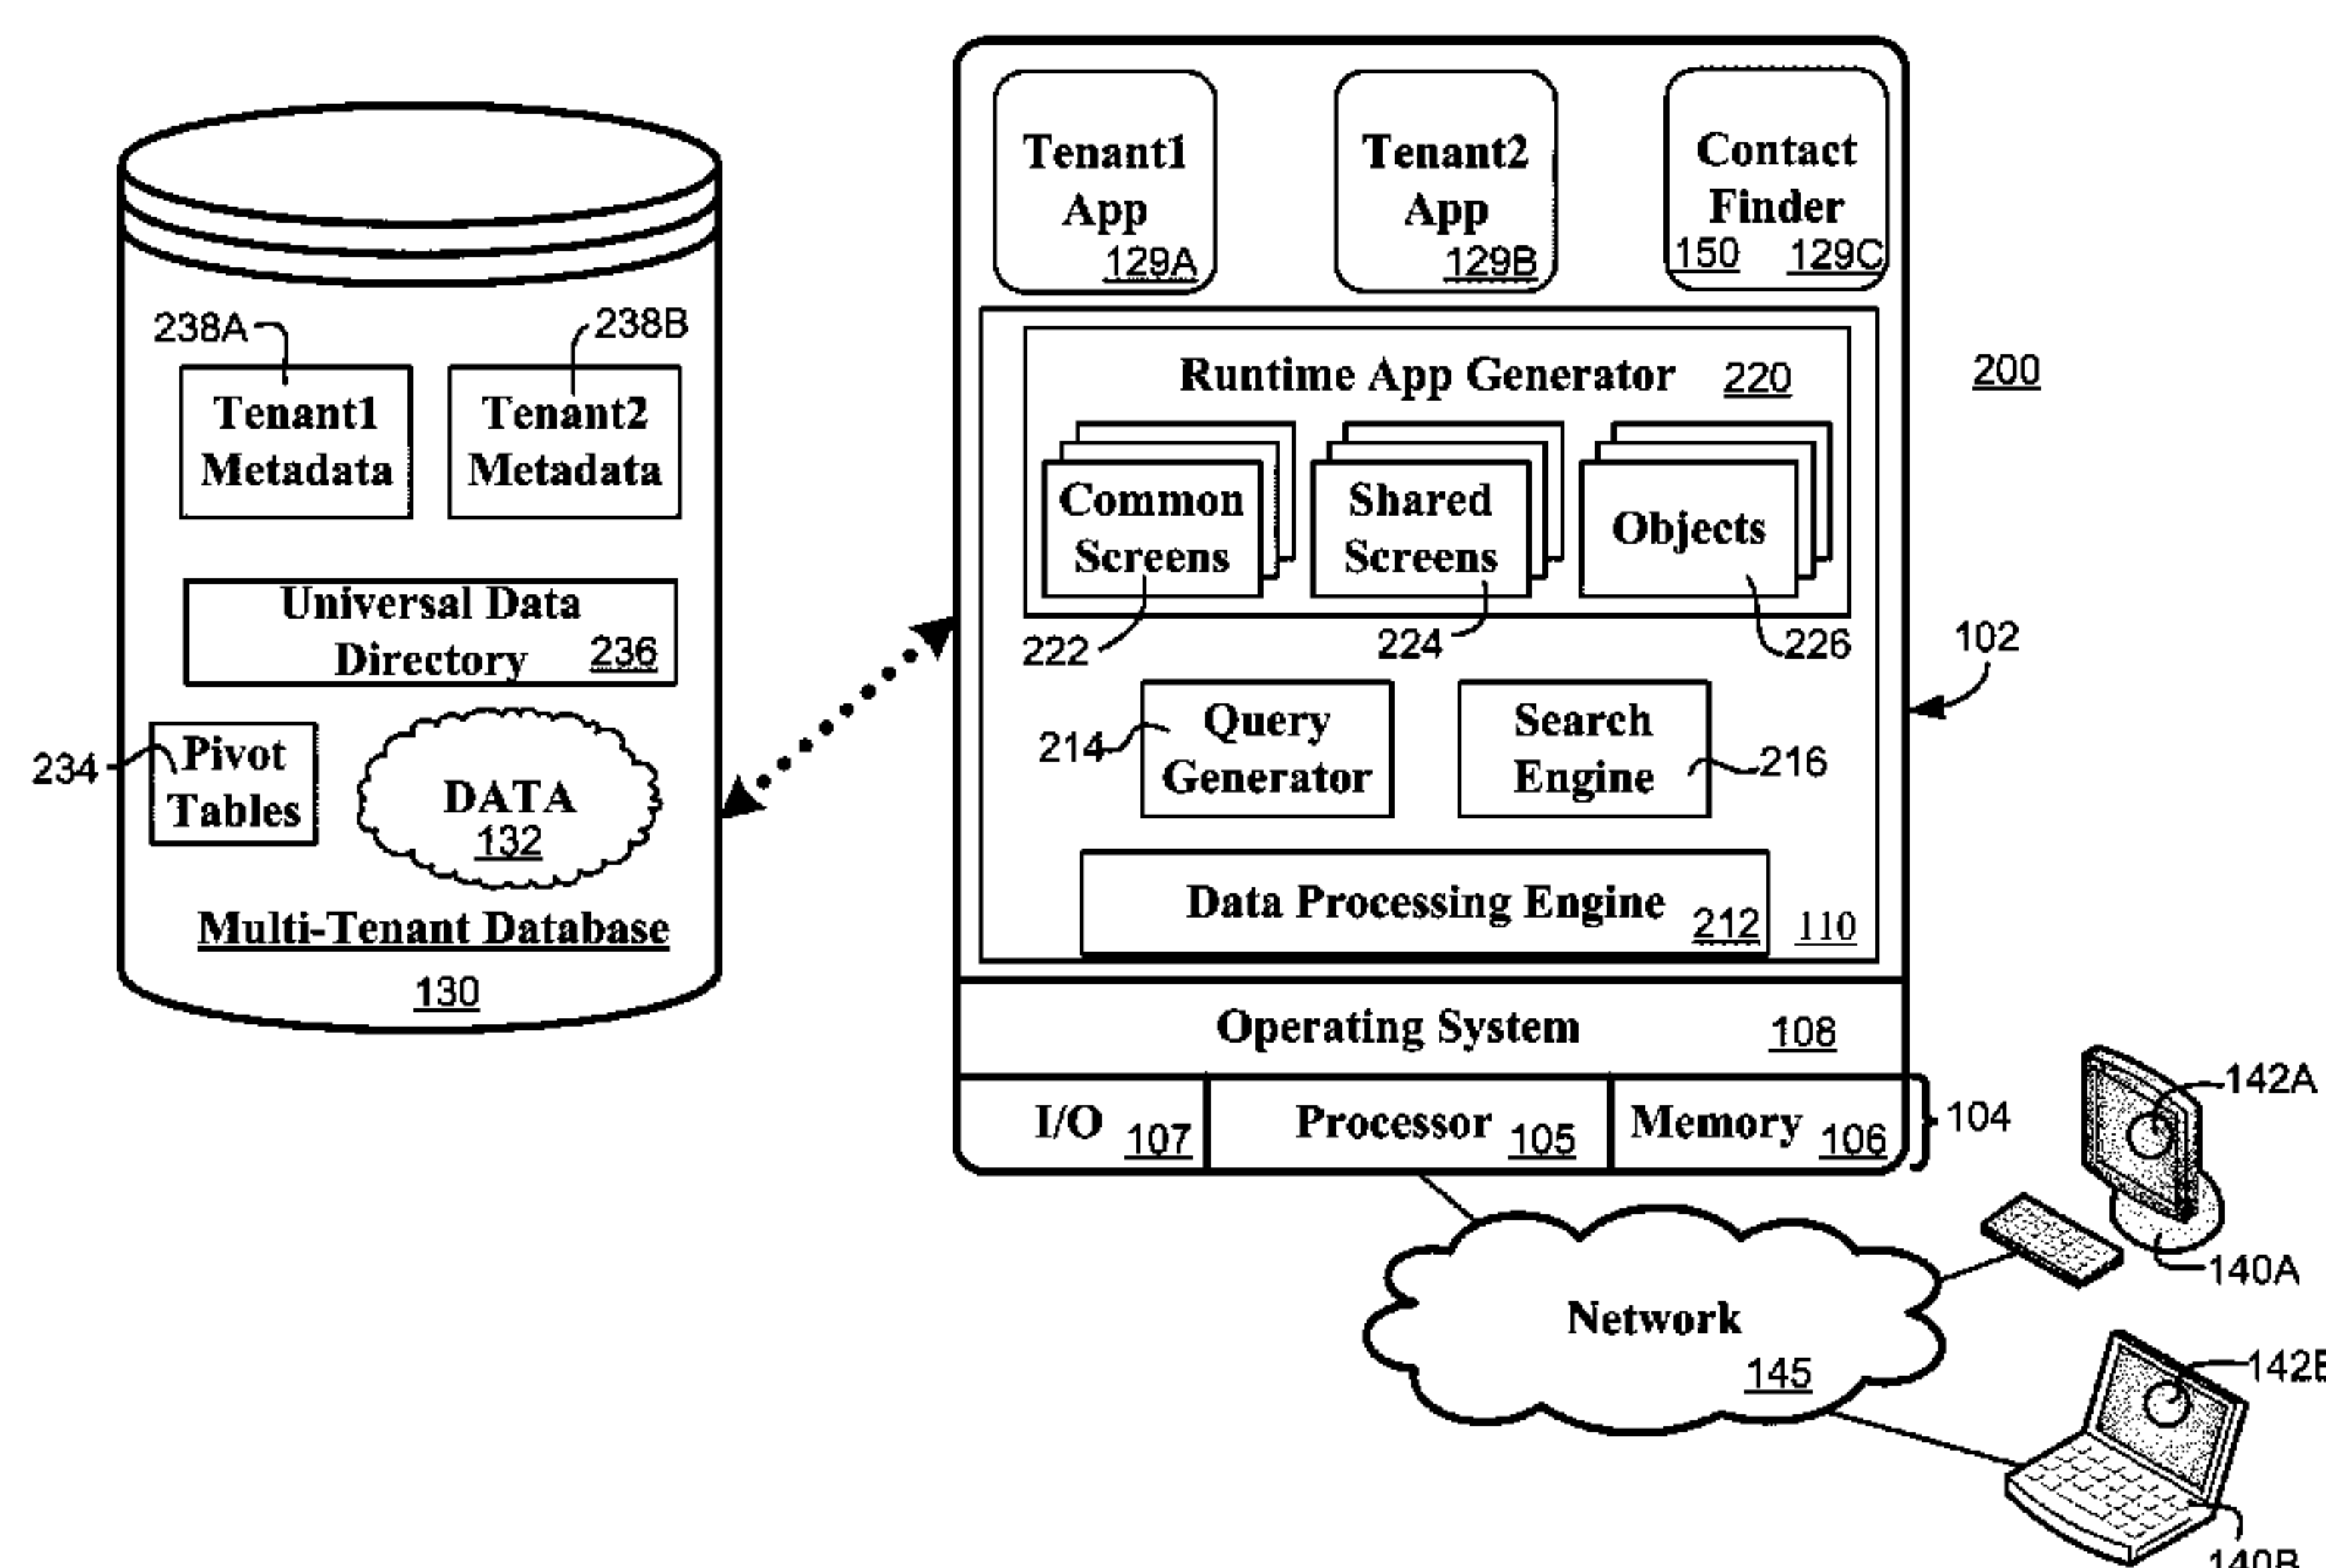 Tenant1
App
129A
Tenant2
App
129B
Contact
Finder
150 129C
238A
238B
Tenant1
Metadata
Tenant2
Metadata
Universal Data
Directory 236
234
Pivot
Tables
DATA
132
Multi-Tenant Database
130
Runtime App Generator 220
200
Common
Screens
Shared
Screens
Objects
222
224
226
102
214
Query
Generator
Search
Engine
216
Data Processing Engine 212
110
Operating System 108
I/O 107
Processor 105
Memory 106
104
142A
140A
Network
145
142B
140B